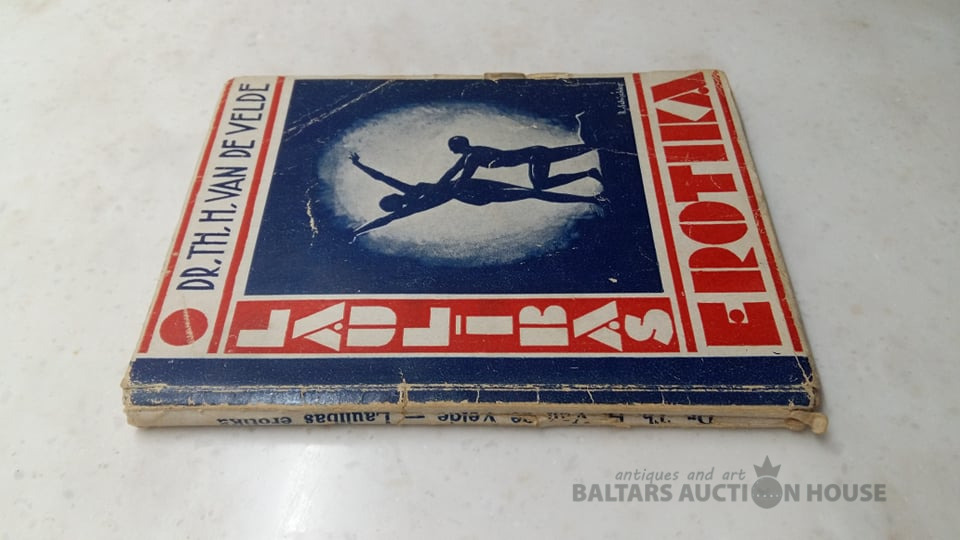 DR. TH. H. VAN DE VELDE
LAULĪBAS
EROTIKA
Dr. Th. H. Van de Velde — Laulības erotika
antiques and art
BALTARS AUCTION HOUSE